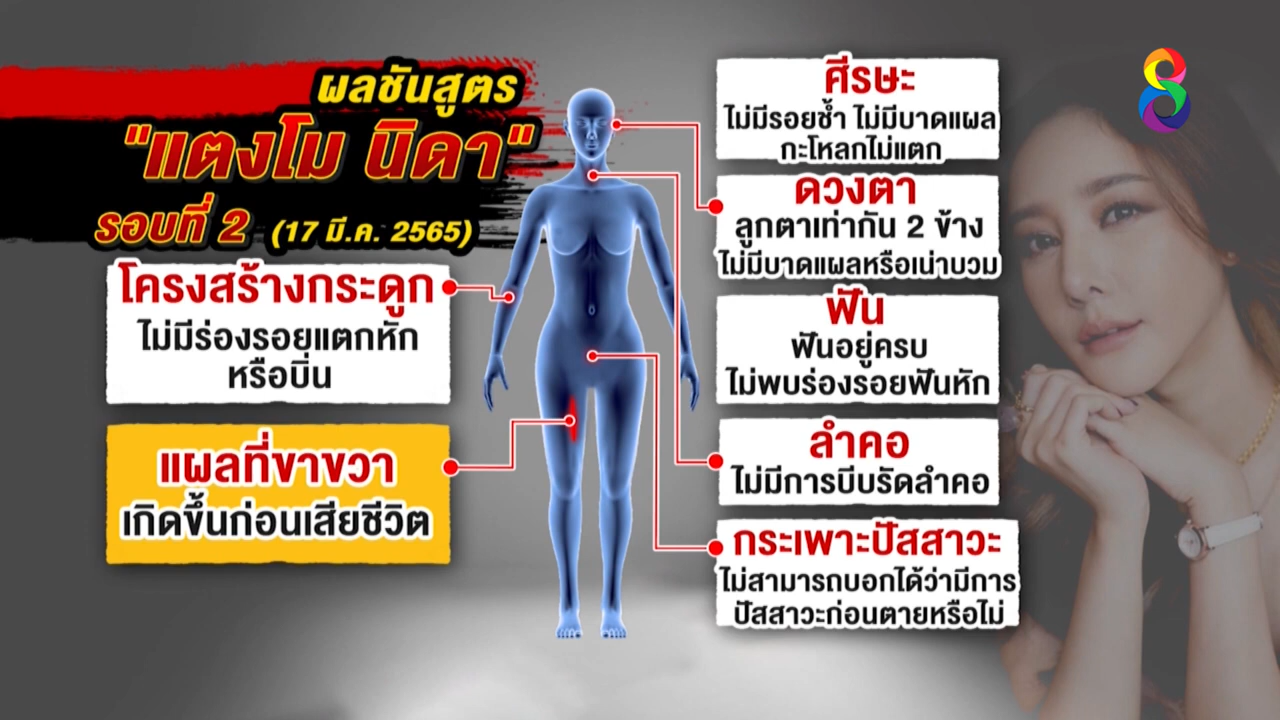 ผลชันสูตร
"แตงโม นิดา"
รอบที่ 2 (17 มี.ค. 2565)
โครงสร้างกระดูก
ไม่มีร่องรอยแตกหัก
หรือบิ่น
แผลที่ขาขวา
เกิดขึ้นก่อนเสียชีวิต
ศีรษะ
ไม่มีรอยช้ำ ไม่มีบาดแผล
กะโหลกไม่แตก
ดวงตา
ลูกตาเท่ากัน 2 ข้าง
ไม่มีบาดแผลหรือเน่าบวม
ฟัน
ฟันอยู่ครบ
ไม่พบร่องรอยฟันหัก
ลำคอ
ไม่มีการบีบรัดลำคอ
กระเพาะปัสสาวะ
ไม่สามารถบอกได้ว่ามีการ
ปัสสาวะก่อนตายหรือไม่
8